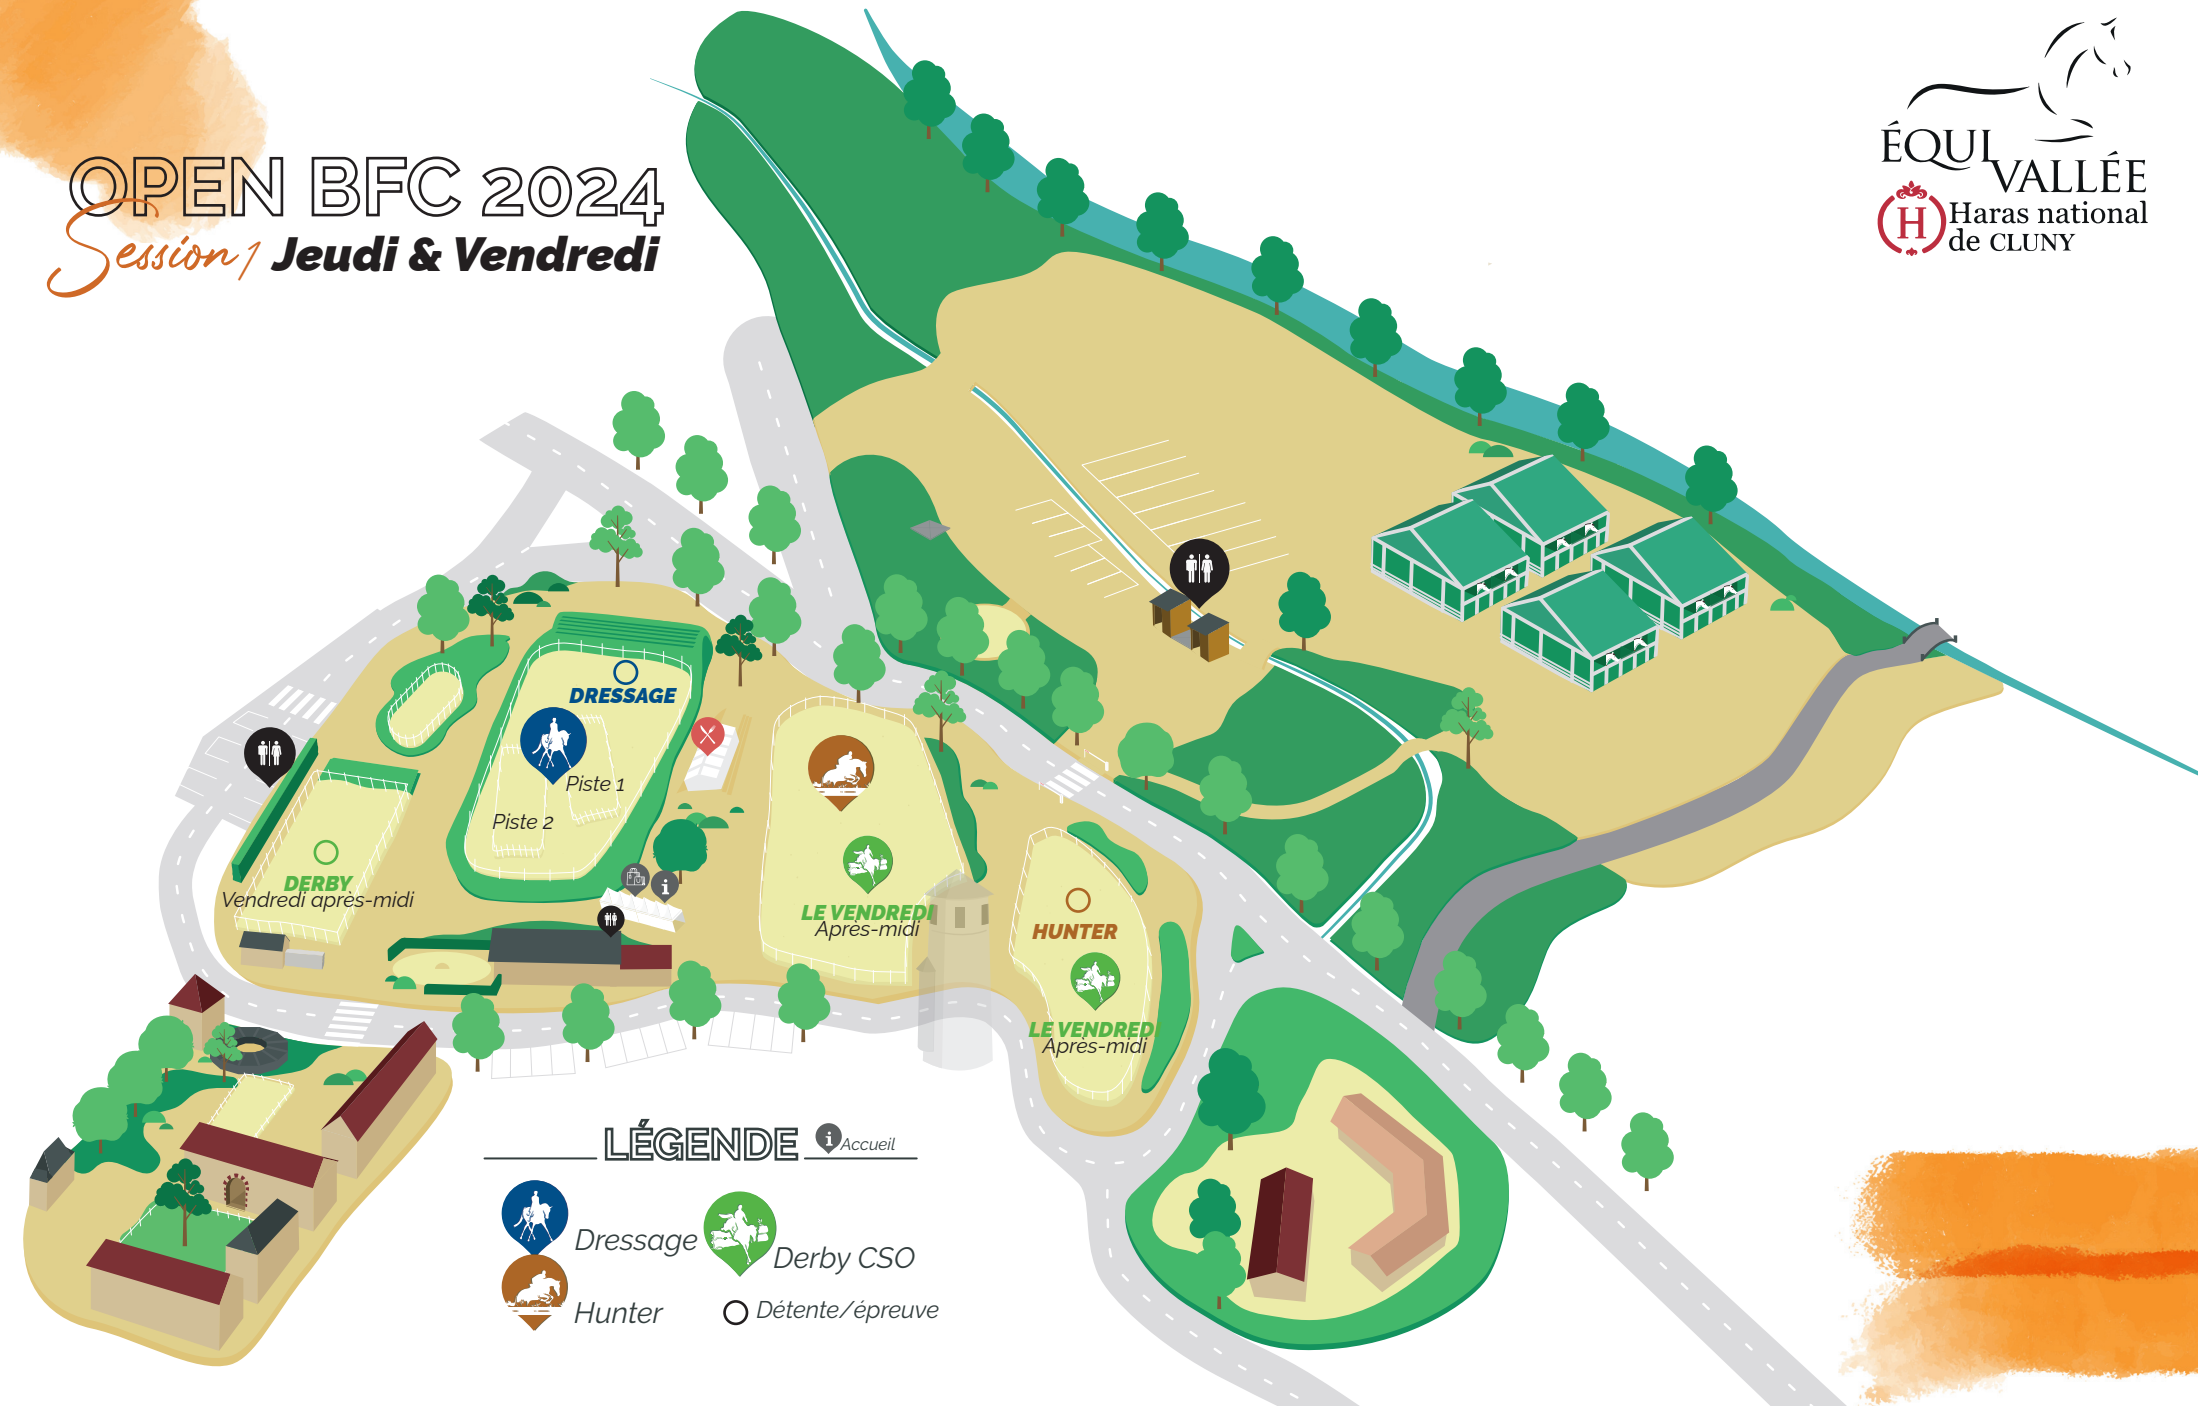 OPEN BFC 2024
Session 1 Jeudi & Vendredi
ÉQUI
VALLÉE
H
Haras national
de CLUNY
DRESSAGE
Piste 1
Piste 2
DERBY
Vendredi après-midi
i
LE VENDREDI
Après-midi
HUNTER
LE VENDRED
Après-midi
LÉGENDE
i Accueil
Dressage
Derby CSO
Hunter
Détente/épreuve